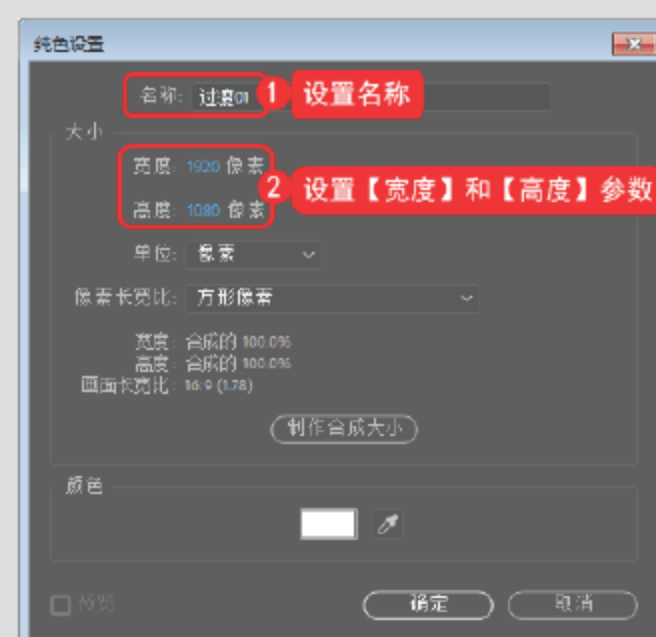 纯色设置
名称: 过渡01 1 设置名称
大小
宽度: 1920 像素
2 设置【宽度】和【高度】参数
高度: 1080 像素
单位: 像素
像素长宽比: 方形像素
宽度: 合成的 100.0%
高度: 合成的 100.0%
画面长宽比: 16:9 (1.78)
制作合成大小
颜色
预览
确定
取消